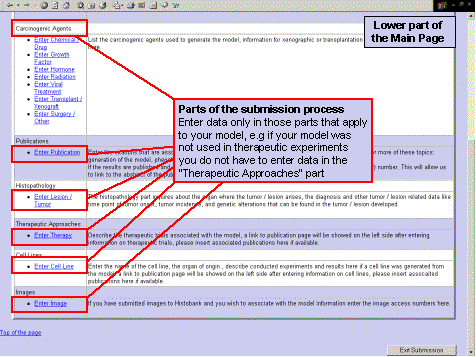 Lower part of
the Main Page
Carcinogenic Agents
Enter Chemical /
Drug
List the carcinogenic agents used to generate the model, information for xenographic or transplantation
here
Enter Growth
Factor
Enter Hormone
Enter Radiation
Enter Viral
Treatment
Enter Transplant /
Xenograft
Enter Surgery /
Other
Parts of the submission process
Enter data only in those parts that apply
to your model, e.g if your model was
not used in therapeutic experiments
you do not have to enter data in the
"Therapeutic Approaches" part
Publications
Enter Publication
that are
or more of these topics:
generation of the model, phen
If the results are published
number. This will allow us
to link to the abstract of the
Histopathology
Enter Lesion /
Tumor
The histopathology part captures information about the organ where the tumor / lesion arises, the diagnosis and other tumor / lesion related data like
time point of tumor onset, tumor incidence, and genetic alterations that can be found in the tumor / lesion developed.
Therapeutic Approaches
Enter Therapy
Describe the therapeutic trials associated with the model, a link to publication page will be showed on the left side after entering
information on therapeutic trials, please insert associated publications here if available.
Cell Lines
Enter Cell Line
Enter the name of the cell line, the organ of origin, describe conducted experiments and results here if a cell line was generated from
the model, a link to publication page will be showed on the left side after entering information on cell lines, please insert associated
publications here if available.
Images
Enter Image
If you have submitted images to Histobank and you wish to associate with the model information enter the image access numbers here.
Top of the page
Exit Submission